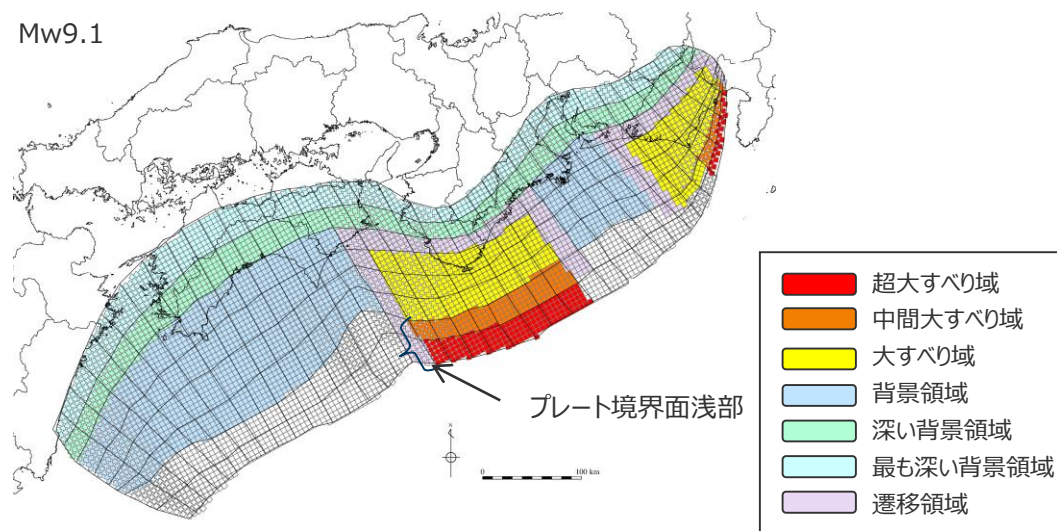 Mw9.1
超大すべり域
中間大すべり域
大すべり域
背景領域
深い背景領域
最も深い背景領域
遷移領域
プレート境界面浅部
N
0 100 km